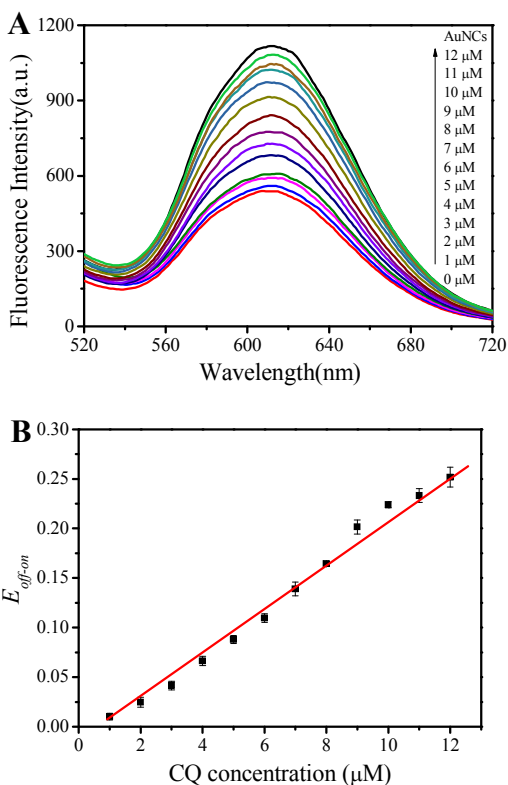 A
AuNCs
12 μM
11 μM
10 μM
9 μM
8 μM
7 μM
6 μM
5 μM
4 μM
3 μM
2 μM
1 μM
0 μM
Fluorescence Intensity(a.u.)
1200
900
600
300
0
520 560 600 640 680 720
Wavelength(nm)
B
E off-on
0.30
0.25
0.20
0.15
0.10
0.05
0.00
0 2 4 6 8 10 12
CQ concentration (μM)